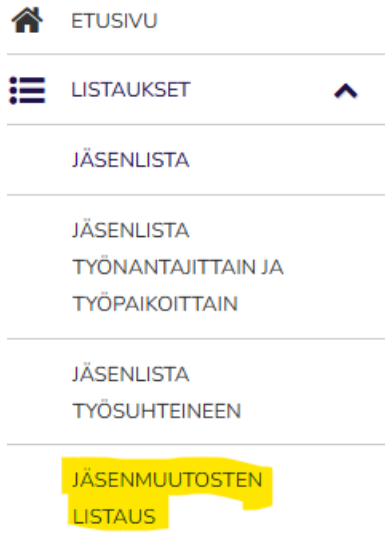 ETUSIVU
LISTAUKSET
JÄSENLISTA
JÄSENLISTA
TYÖNANTAJITTAIN JA
TYÖPAIKOITTAIN
JÄSENLISTA
TYÖSUHTEINEEN
JÄSENMUUTOSTEN
LISTAUS